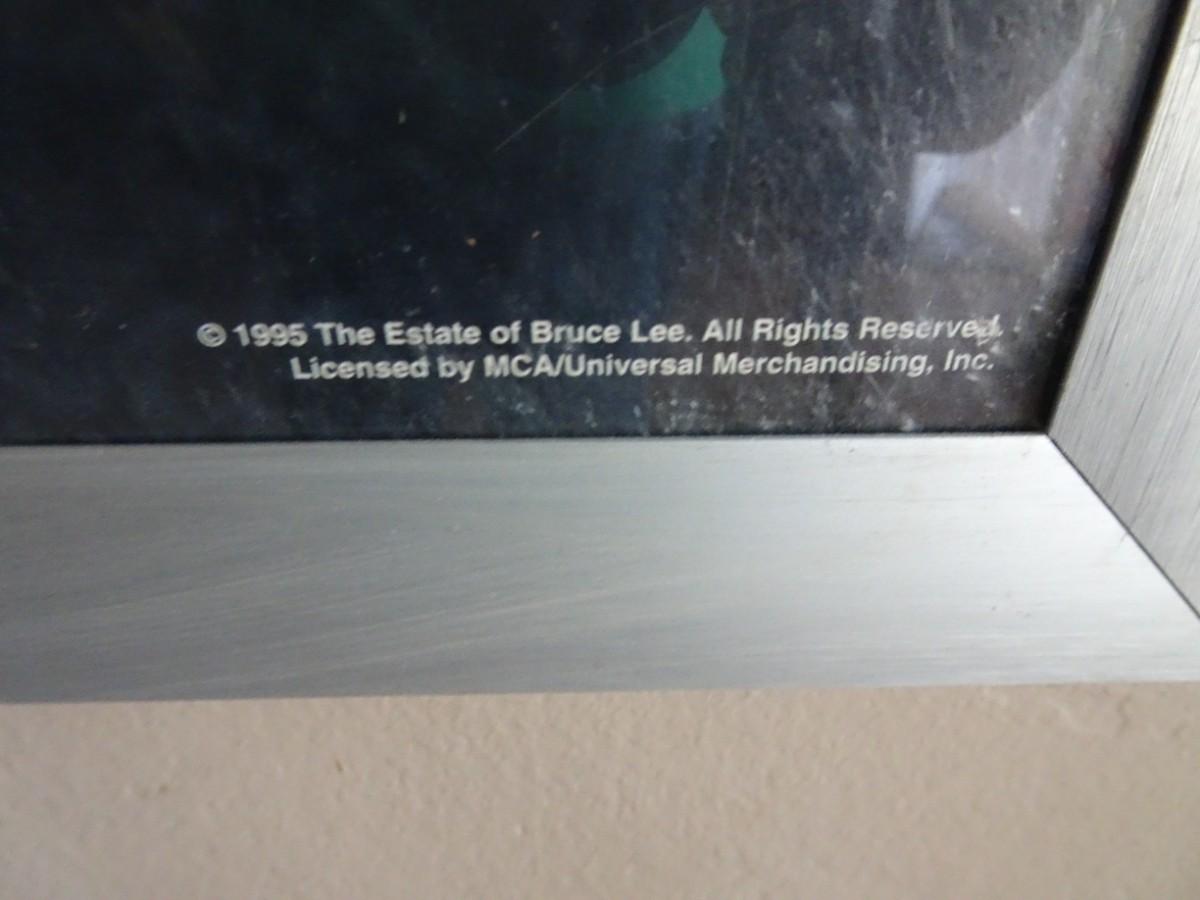 © 1995 The Estate of Bruce Lee. All Rights Reserved.
Licensed by MCA/Universal Merchandising, Inc.